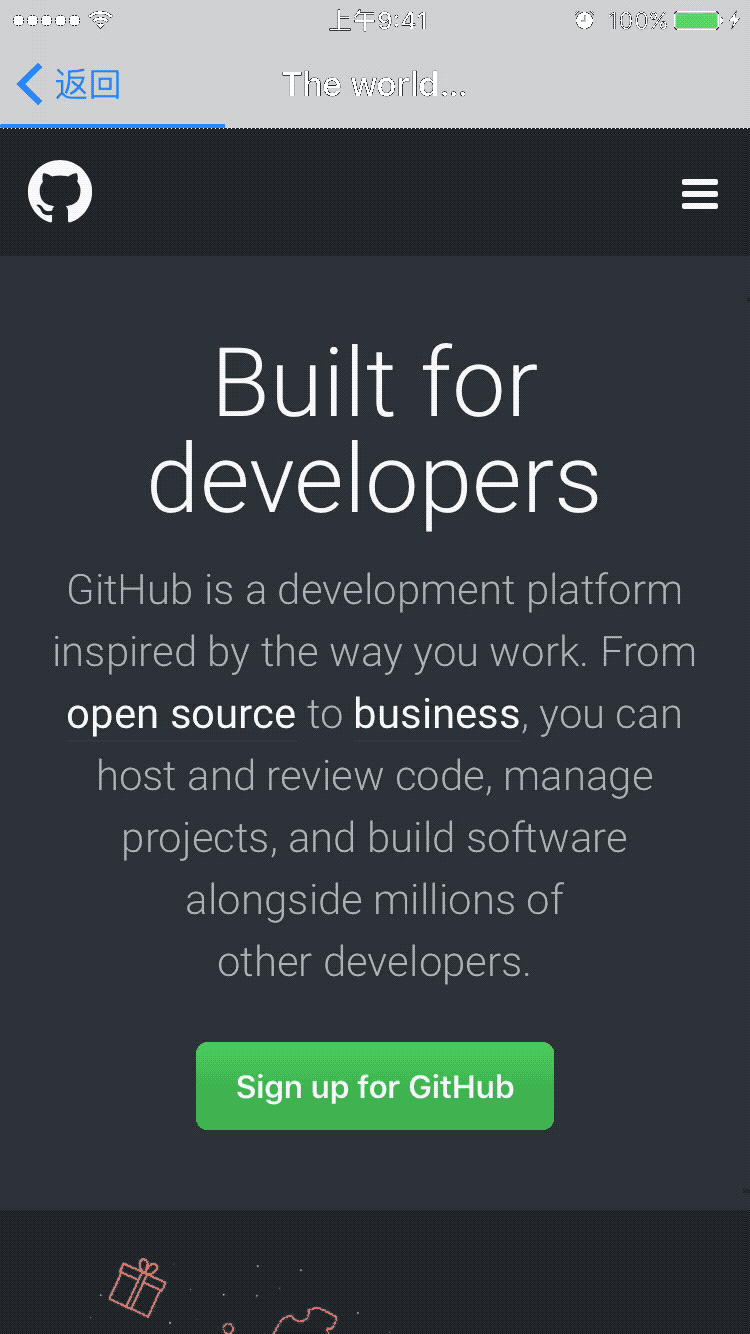 上午9:41
100%
返回
The world...
Built for
developers
GitHub is a development platform
inspired by the way you work. From
open source to business, you can
host and review code, manage
projects, and build software
alongside millions of
other developers.
Sign up for GitHub